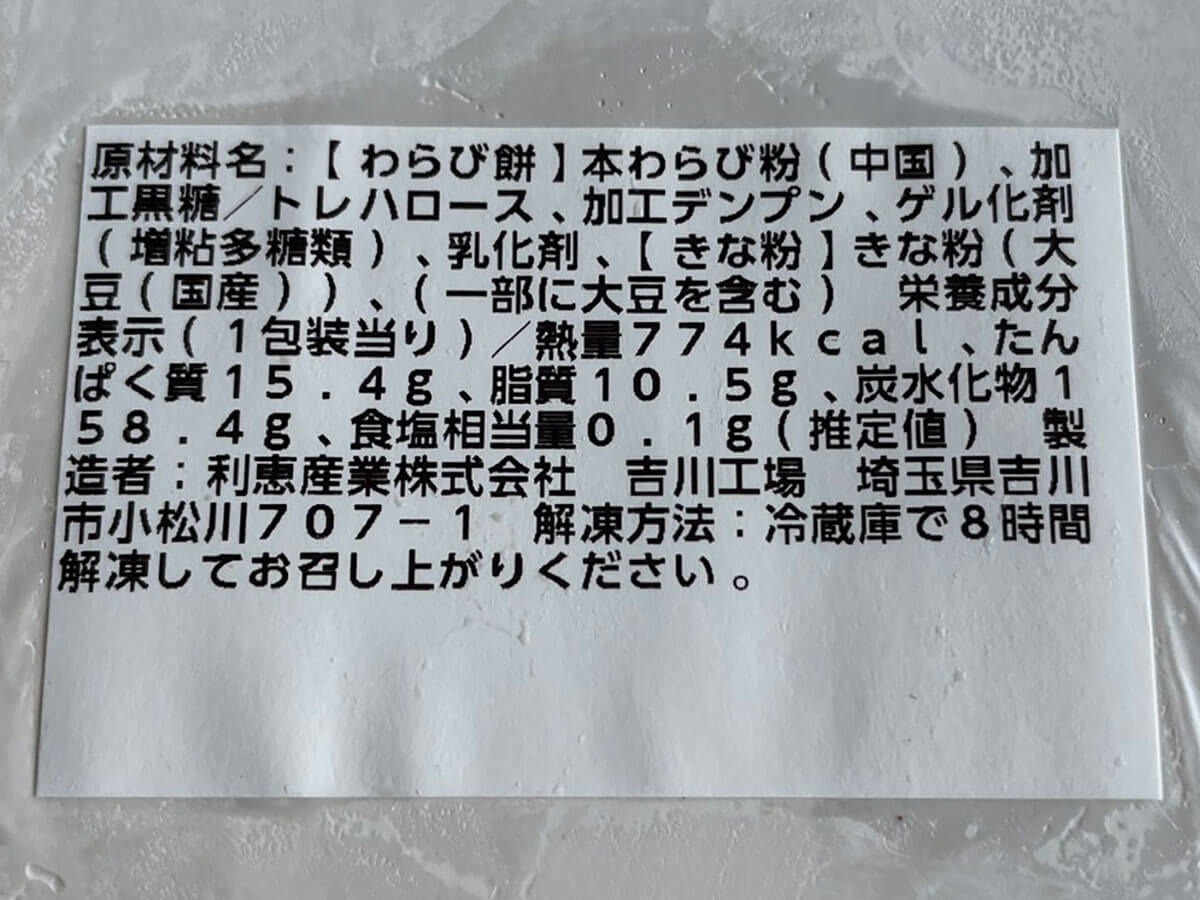 原材料名：【わらび餅】本わらび粉（中国）、加
工黒糖／トレハロース、加工デンプン、ゲル化剤
（増粘多糖類）、乳化剤、【きな粉】きな粉（大
豆（国産））、（一部に大豆を含む）　栄養成分
表示（１包装当り）／熱量７７４ｋｃａｌ、たん
ぱく質１５．４ｇ、脂質１０．５ｇ、炭水化物１
５８．４ｇ、食塩相当量０．１ｇ（推定値）　製
造者：利恵産業株式会社　吉川工場　埼玉県吉川
市小松川７０７－１　解凍方法：冷蔵庫で８時間
解凍してお召し上がりください。